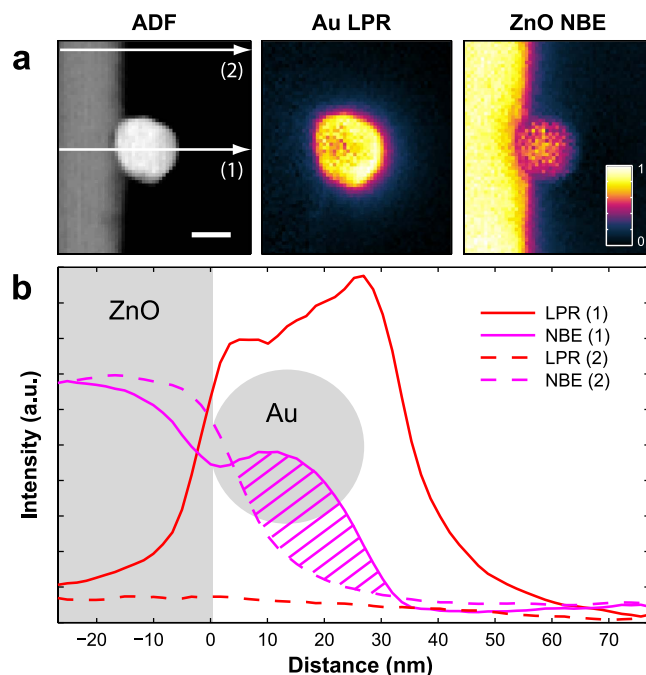 ADF
Au LPR
ZnO NBE
a
(2)
(1)
1
0
b
ZnO
Au
LPR (1)
NBE (1)
LPR (2)
NBE (2)
Intensity (a.u.)
−20 −10 0 10 20 30 40 50 60 70
Distance (nm)